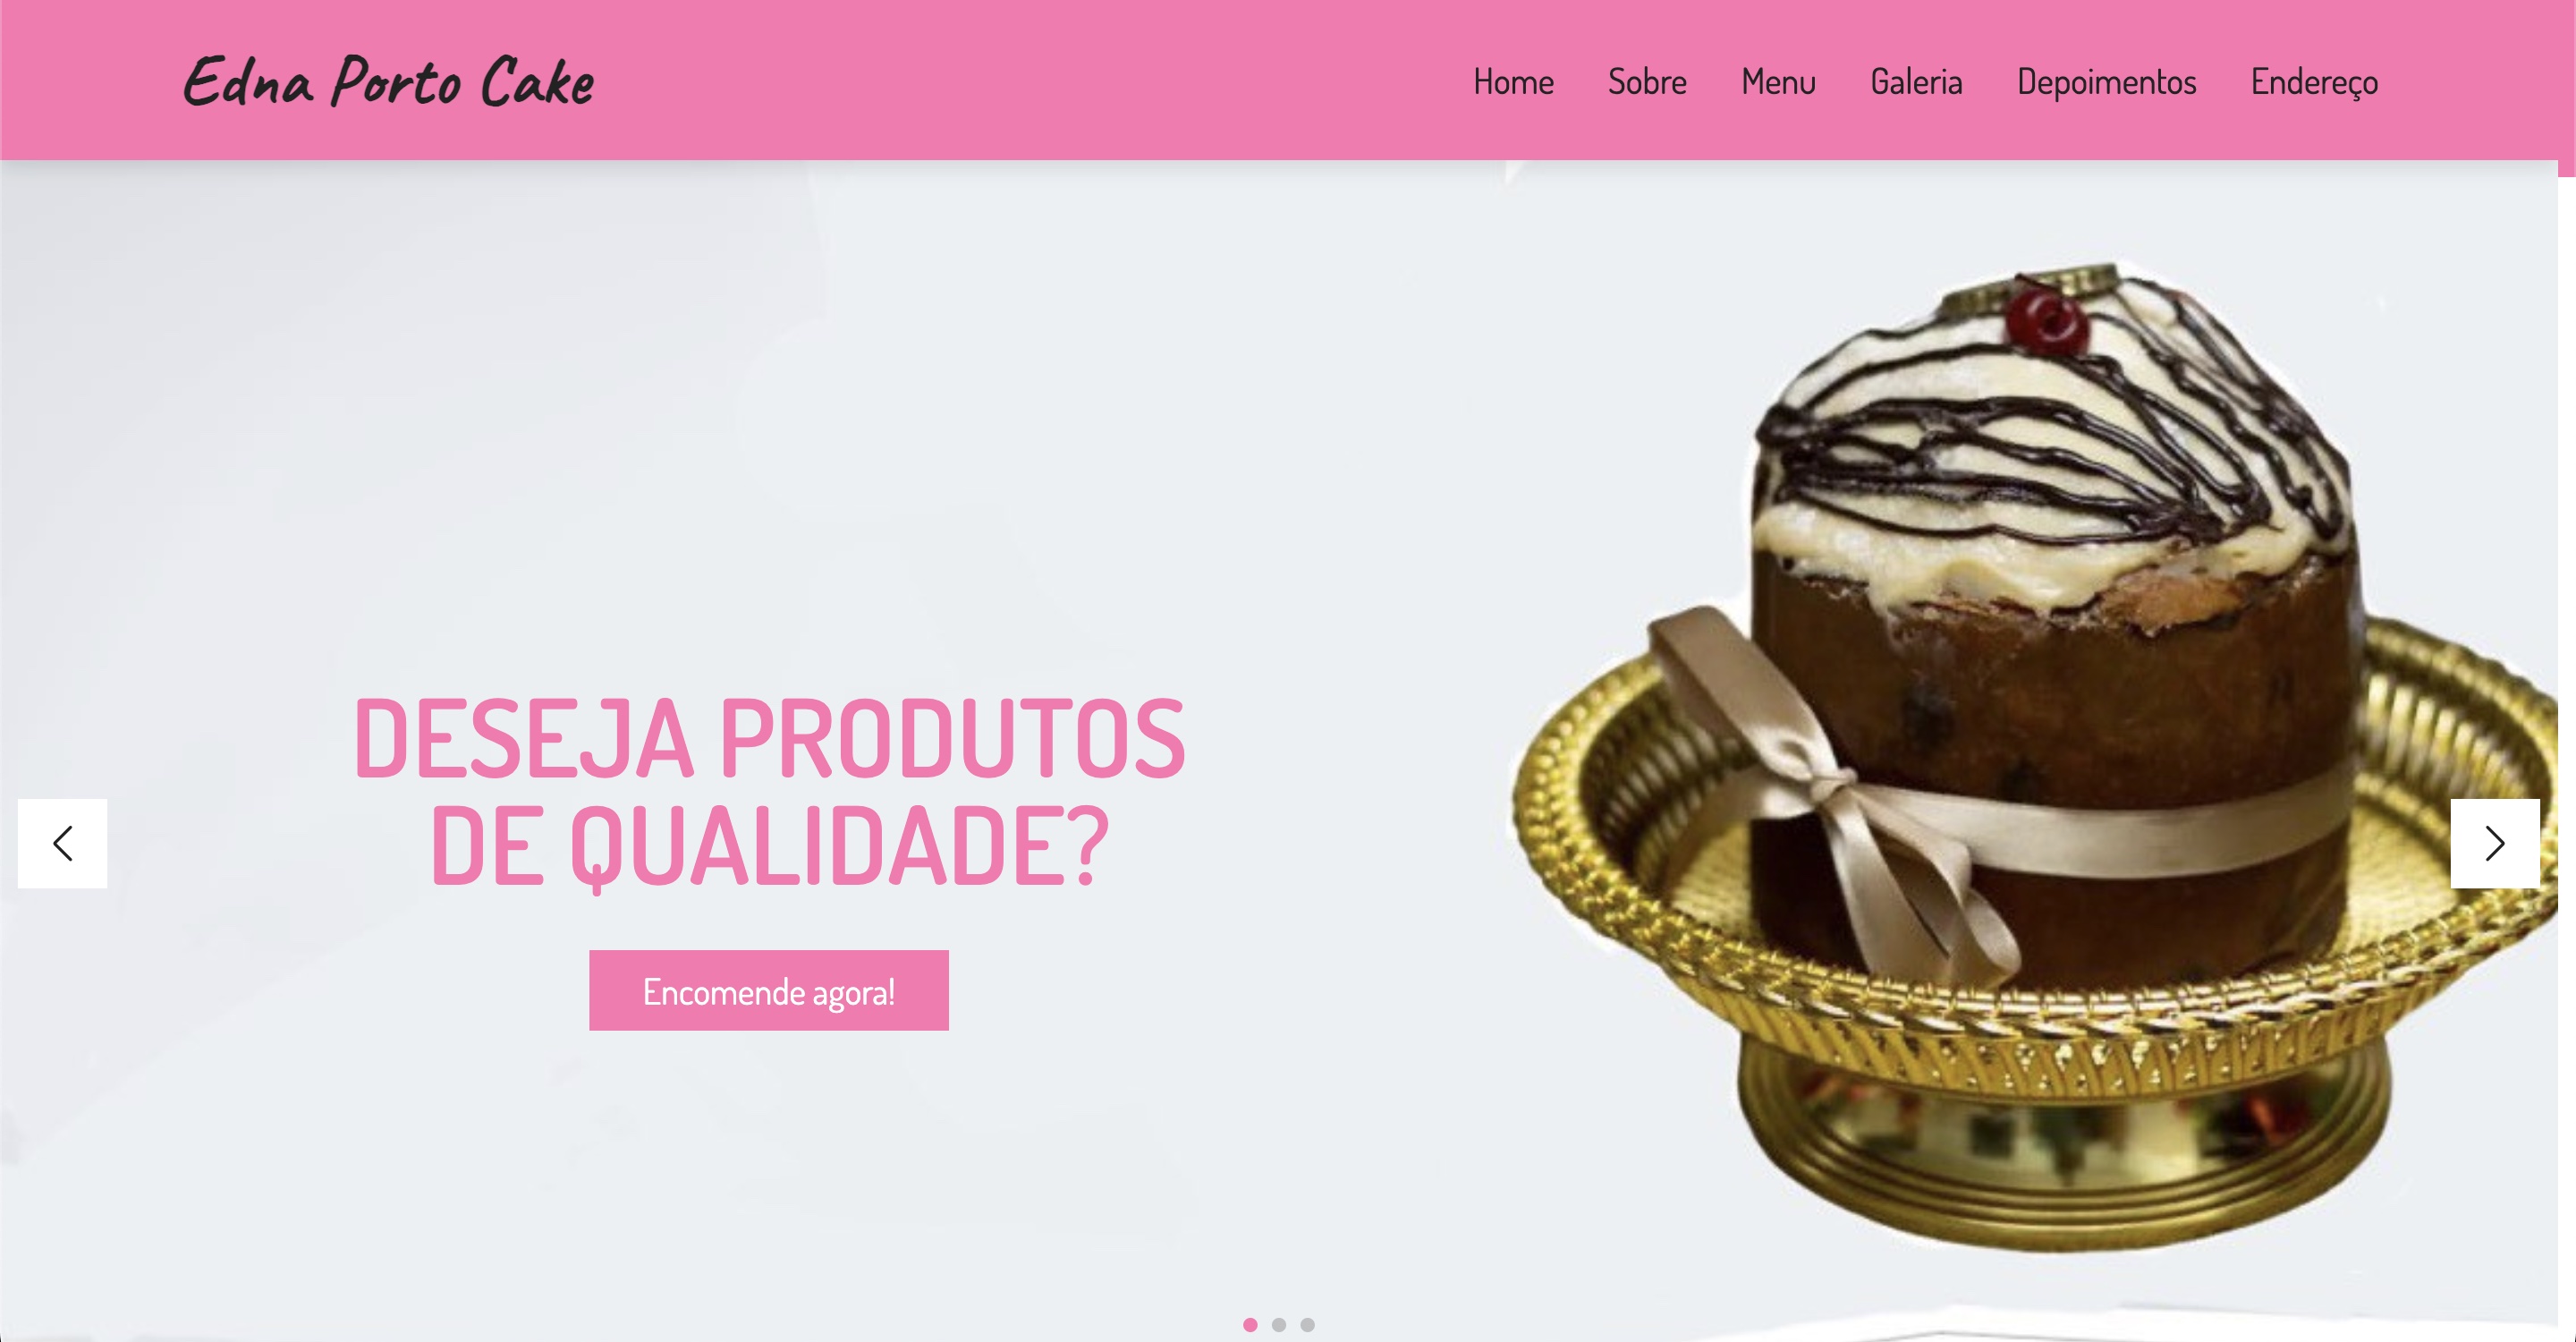 Edna Porto Cake
Home Sobre Menu Galeria Depoimentos Endereço
DESEJA PRODUTOS
DE QUALIDADE?
Encomende agora!